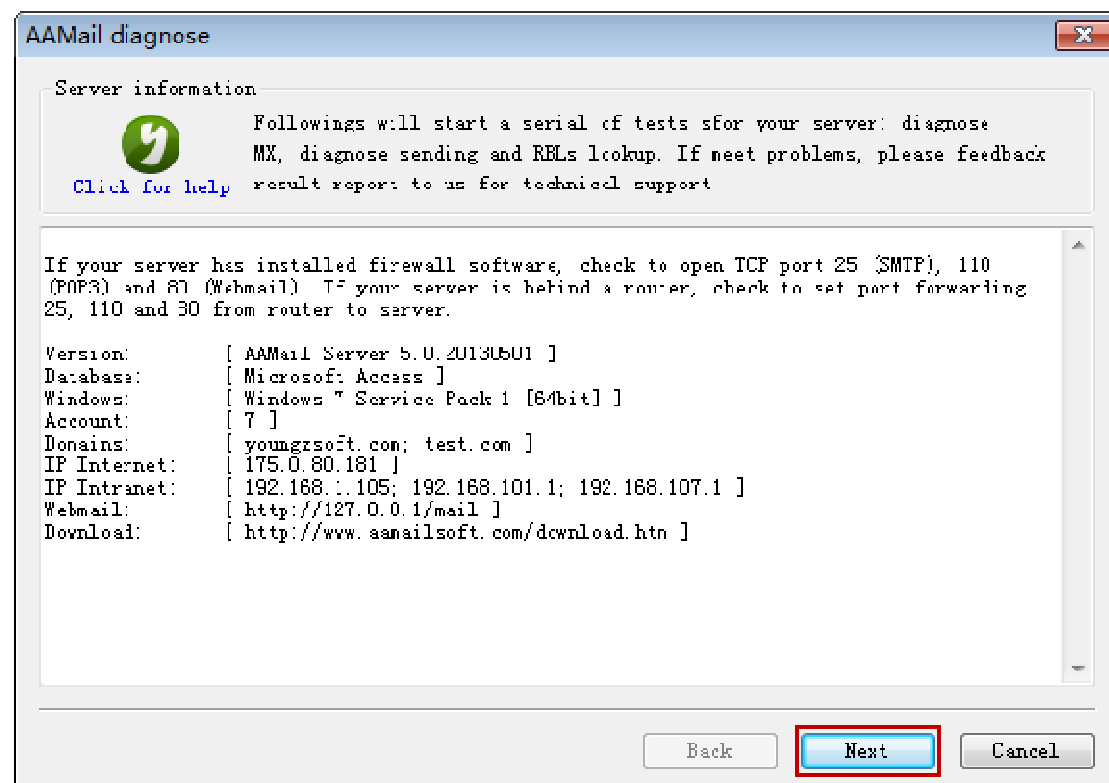 AAMail diagnose
Server information
Followings will start a serial of tests sfor your server: diagnose
MX, diagnose sending and RBLs lookup. If meet problems, please feedback
Click for help
result report to us for technical support
If your server has installed firewall software, check to open TCP port 25 (SMTP), 110
(POP3) and 80 (Webmail). If your server is behind a router, check to set port forwarding
25, 110 and 80 from router to server.
Version: [ AAMail Server 5.0.20130501 ]
Database: [ Microsoft Access ]
Windows: [ Windows 7 Service Pack 1 [64bit] ]
Account: [ 7 ]
Domains: [ youngzsoft.com; test.com ]
IP Internet: [ 175.0.80.181 ]
IP Intranet: [ 192.168.1.105; 192.168.101.1; 192.168.107.1 ]
Webmail: [ http://127.0.0.1/mail ]
Download: [ http://www.aamailsoft.com/download.htm ]
Back
Next
Cancel